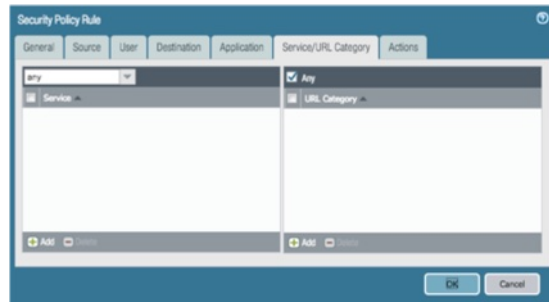 Security Policy Rule
General Source User Destination Application Service/URL Category Actions
any Any
Service URL Category
Add Delete Add Delete
OK Cancel